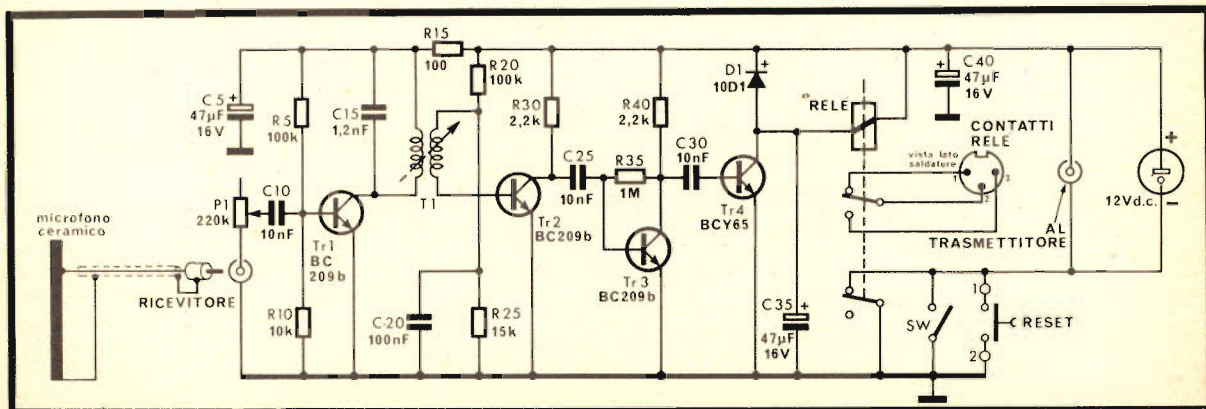 R15
100
R20
100k
C5
47µF
16V
R5
100k
C15
1,2nF
R30
2,2k
D1
10D1
R40
2,2k
RELÈ
C40
47µF
16V
CONTATTI
RELÈ
vista lato
saldature
1
2
3
+
12Vd.c.
−
AL
TRASMETTITORE
C25
10nF
R35
1M
C30
10nF
Tr4
BCY65
T1
Tr2
BC209b
P1
220k
C10
10nF
Tr1
BC
209b
microfono
ceramico
RICEVITORE
Tr3
BC209b
R10
10k
C20
100nF
R25
15k
C35
47µF
16V
SW
1
RESET
2